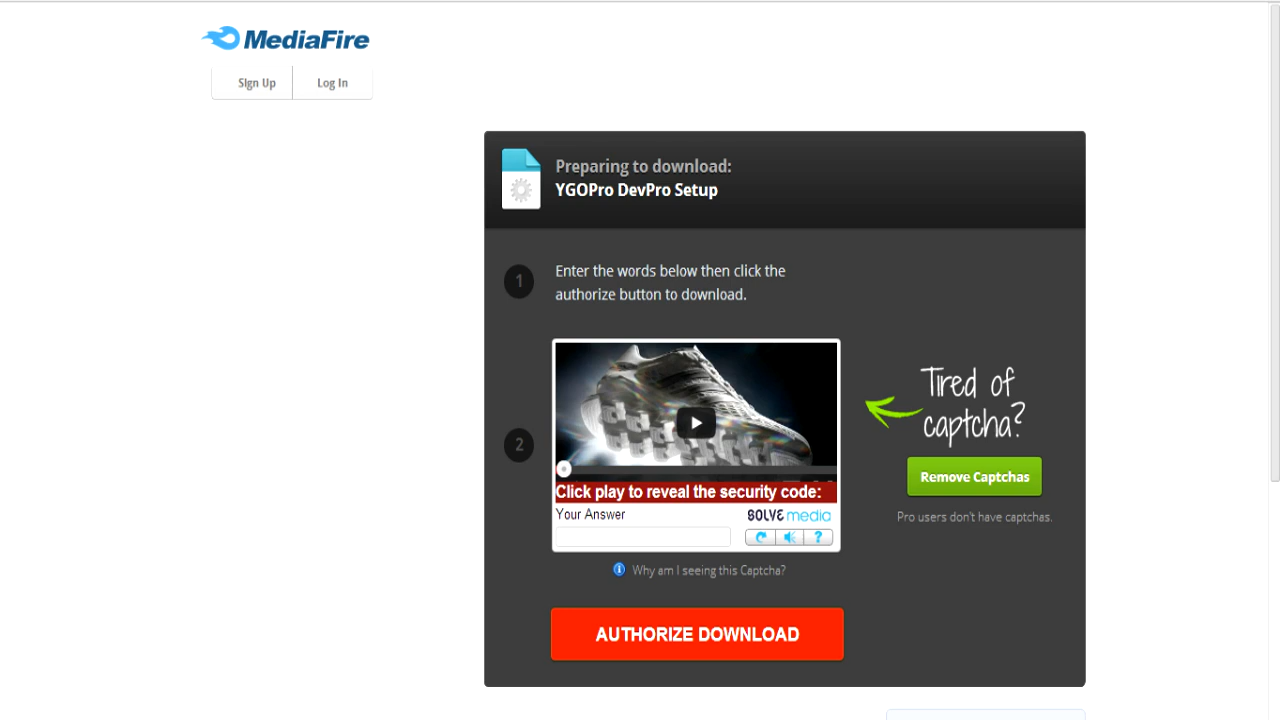 MediaFire
Sign Up
Log In
Preparing to download:
YGOPro DevPro Setup
1
Enter the words below then click the
authorize button to download.
2
Click play to reveal the security code:
Your Answer
SOLVE media
?
Why am I seeing this Captcha?
Tired of
captcha?
Remove Captchas
Pro users don't have captchas.
AUTHORIZE DOWNLOAD